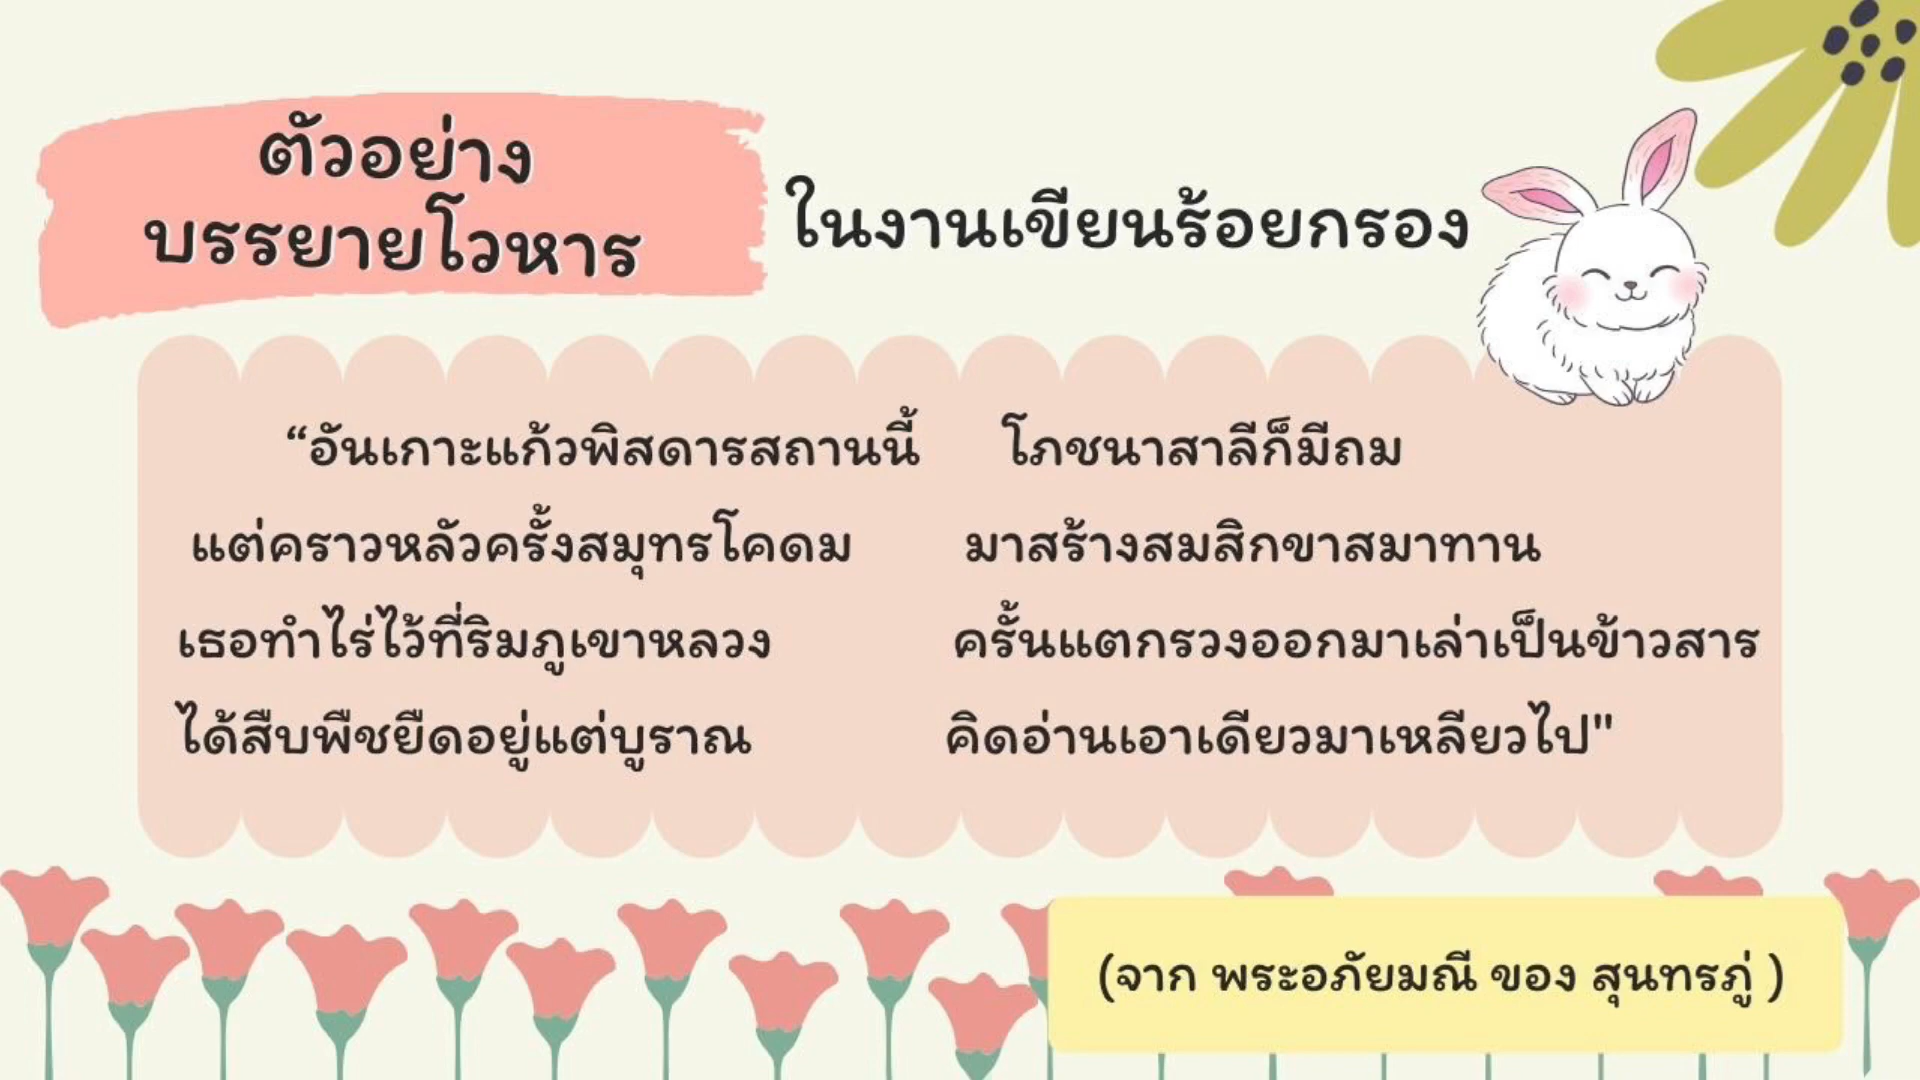 ตัวอย่าง
บรรยายโวหาร
ในงานเขียนร้อยกรอง
“อันเกาะแก้วพิสดารสถานนี้ โภชนาสาลีก็มีถม
แต่คราวหลัวครั้งสมุทรโคดม มาสร้างสมสิกขาสมาทาน
เธอทำไร่ไว้ที่ริมภูเขาหลวง ครั้นแตกรวงออกมาเล่าเป็นข้าวสาร
ได้สืบพืชยืดอยู่แต่บูราณ คิดอ่านเอาเดียวมาเหลียวไป"
(จาก พระอภัยมณี ของ สุนทรภู่ )